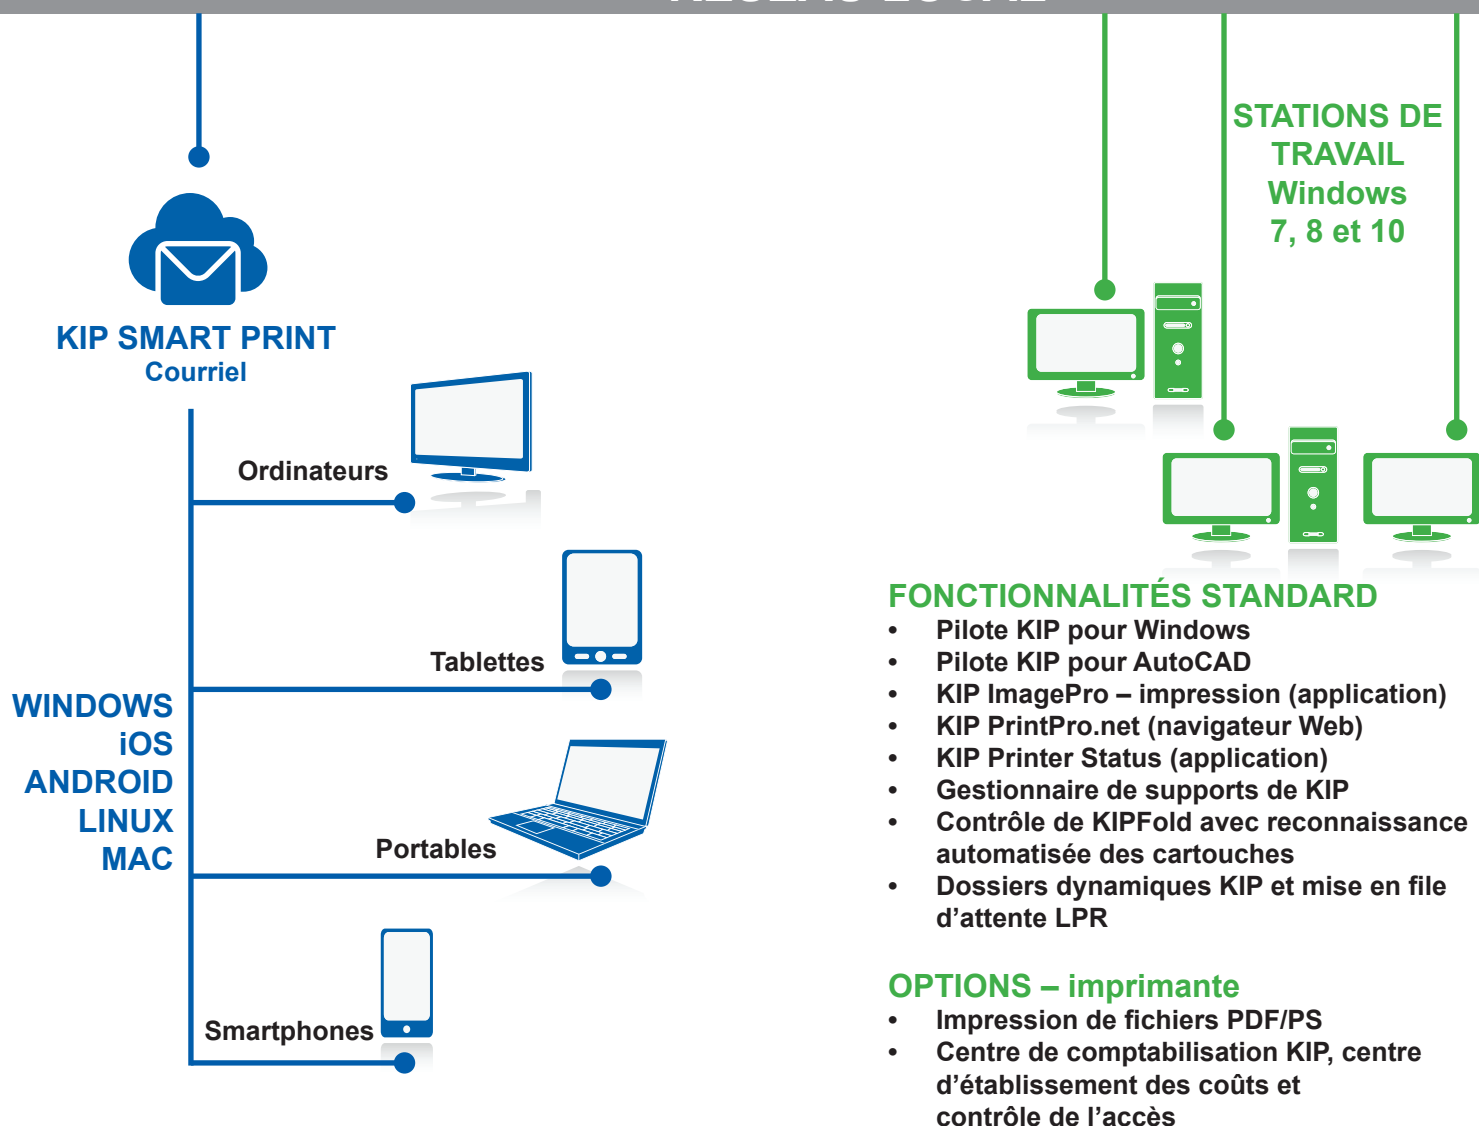 RÉSEAU LOCAL
KIP SMART PRINT
Courriel
Ordinateurs
Tablettes
WINDOWS
iOS
ANDROID
LINUX
MAC
Portables
Smartphones
STATIONS DE
TRAVAIL
Windows
7, 8 et 10
FONCTIONNALITÉS STANDARD
• Pilote KIP pour Windows
• Pilote KIP pour AutoCAD
• KIP ImagePro – impression (application)
• KIP PrintPro.net (navigateur Web)
• KIP Printer Status (application)
• Gestionnaire de supports de KIP
• Contrôle de KIPFold avec reconnaissance
automatisée des cartouches
• Dossiers dynamiques KIP et mise en file
d’attente LPR
OPTIONS – imprimante
• Impression de fichiers PDF/PS
• Centre de comptabilisation KIP, centre
d’établissement des coûts et
contrôle de l’accès